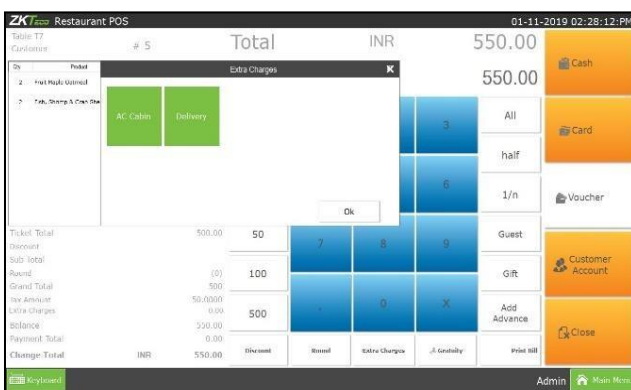 ZKTeco Restaurant POS 01-11-2019 02:28:12:PM
Table T7
Customer # 5 Total INR 550.00
Cash
Qty Product Extra Charges
2 Fruit Maple Oatmeal 550.00
2 Fish, Shrimp & Crab Ste
AC Cabin Delivery 3 All Card
half
6 1/n Voucher
Ok
Ticket Total 500.00 50 7 8 9 Guest
Discount
Sub Total Customer Account
Round (0) 100 Gift
Grand Total 500
Tax Amount 50.0000
Extra Charges 0.00 500 . 0 X Add Advance
Balance 550.00
Payment Total 0.00 Close
Change Total INR 550.00 Discount Round Extra Charges Gratuity Print Bill
Keyboard Admin Main Menu